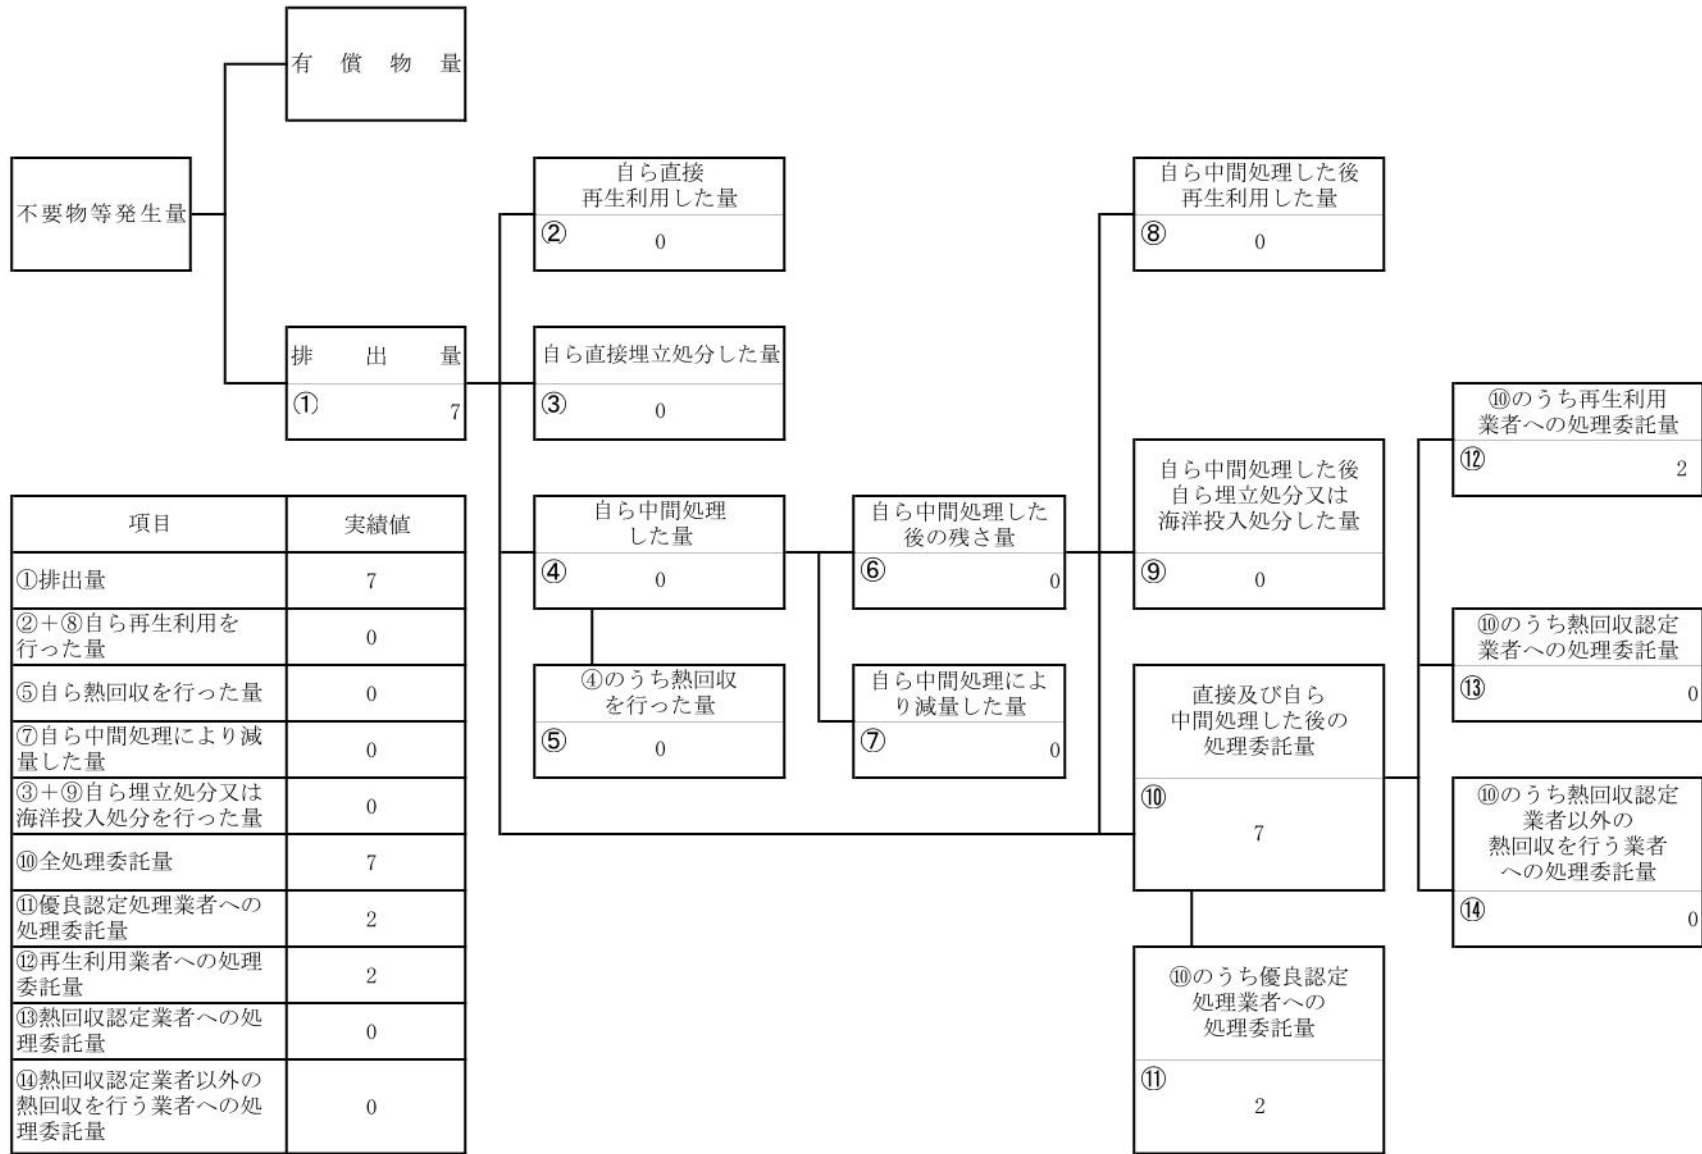 有償物量
不要物等発生量
排出量
①
7
自ら直接
再生利用した量
②
0
自ら直接埋立処分した量
③
0
自ら中間処理
した量
④
0
④のうち熱回収
を行った量
⑤
0
自ら中間処理した
後の残さ量
⑥
0
自ら中間処理によ
り減量した量
⑦
0
自ら中間処理した後
再生利用した量
⑧
0
自ら中間処理した後
自ら埋立処分又は
海洋投入処分した量
⑨
0
直接及び自ら
中間処理した後の
処理委託量
⑩
7
⑩のうち優良認定
処理業者への
処理委託量
⑪
2
⑩のうち再生利用
業者への処理委託量
⑫
2
⑩のうち熱回収認定
業者への処理委託量
⑬
0
⑩のうち熱回収認定
業者以外の
熱回収を行う業者
への処理委託量
⑭
0
項目 実績値
①排出量 7
②+⑧自ら再生利用を
行った量 0
⑤自ら熱回収を行った量 0
⑦自ら中間処理により減
量した量 0
③+⑨自ら埋立処分又は
海洋投入処分を行った量 0
⑩全処理委託量 7
⑪優良認定処理業者への
処理委託量 2
⑫再生利用業者への処理
委託量 2
⑬熱回収認定業者への処
理委託量 0
⑭熱回収認定業者以外の
熱回収を行う業者への処
理委託量 0